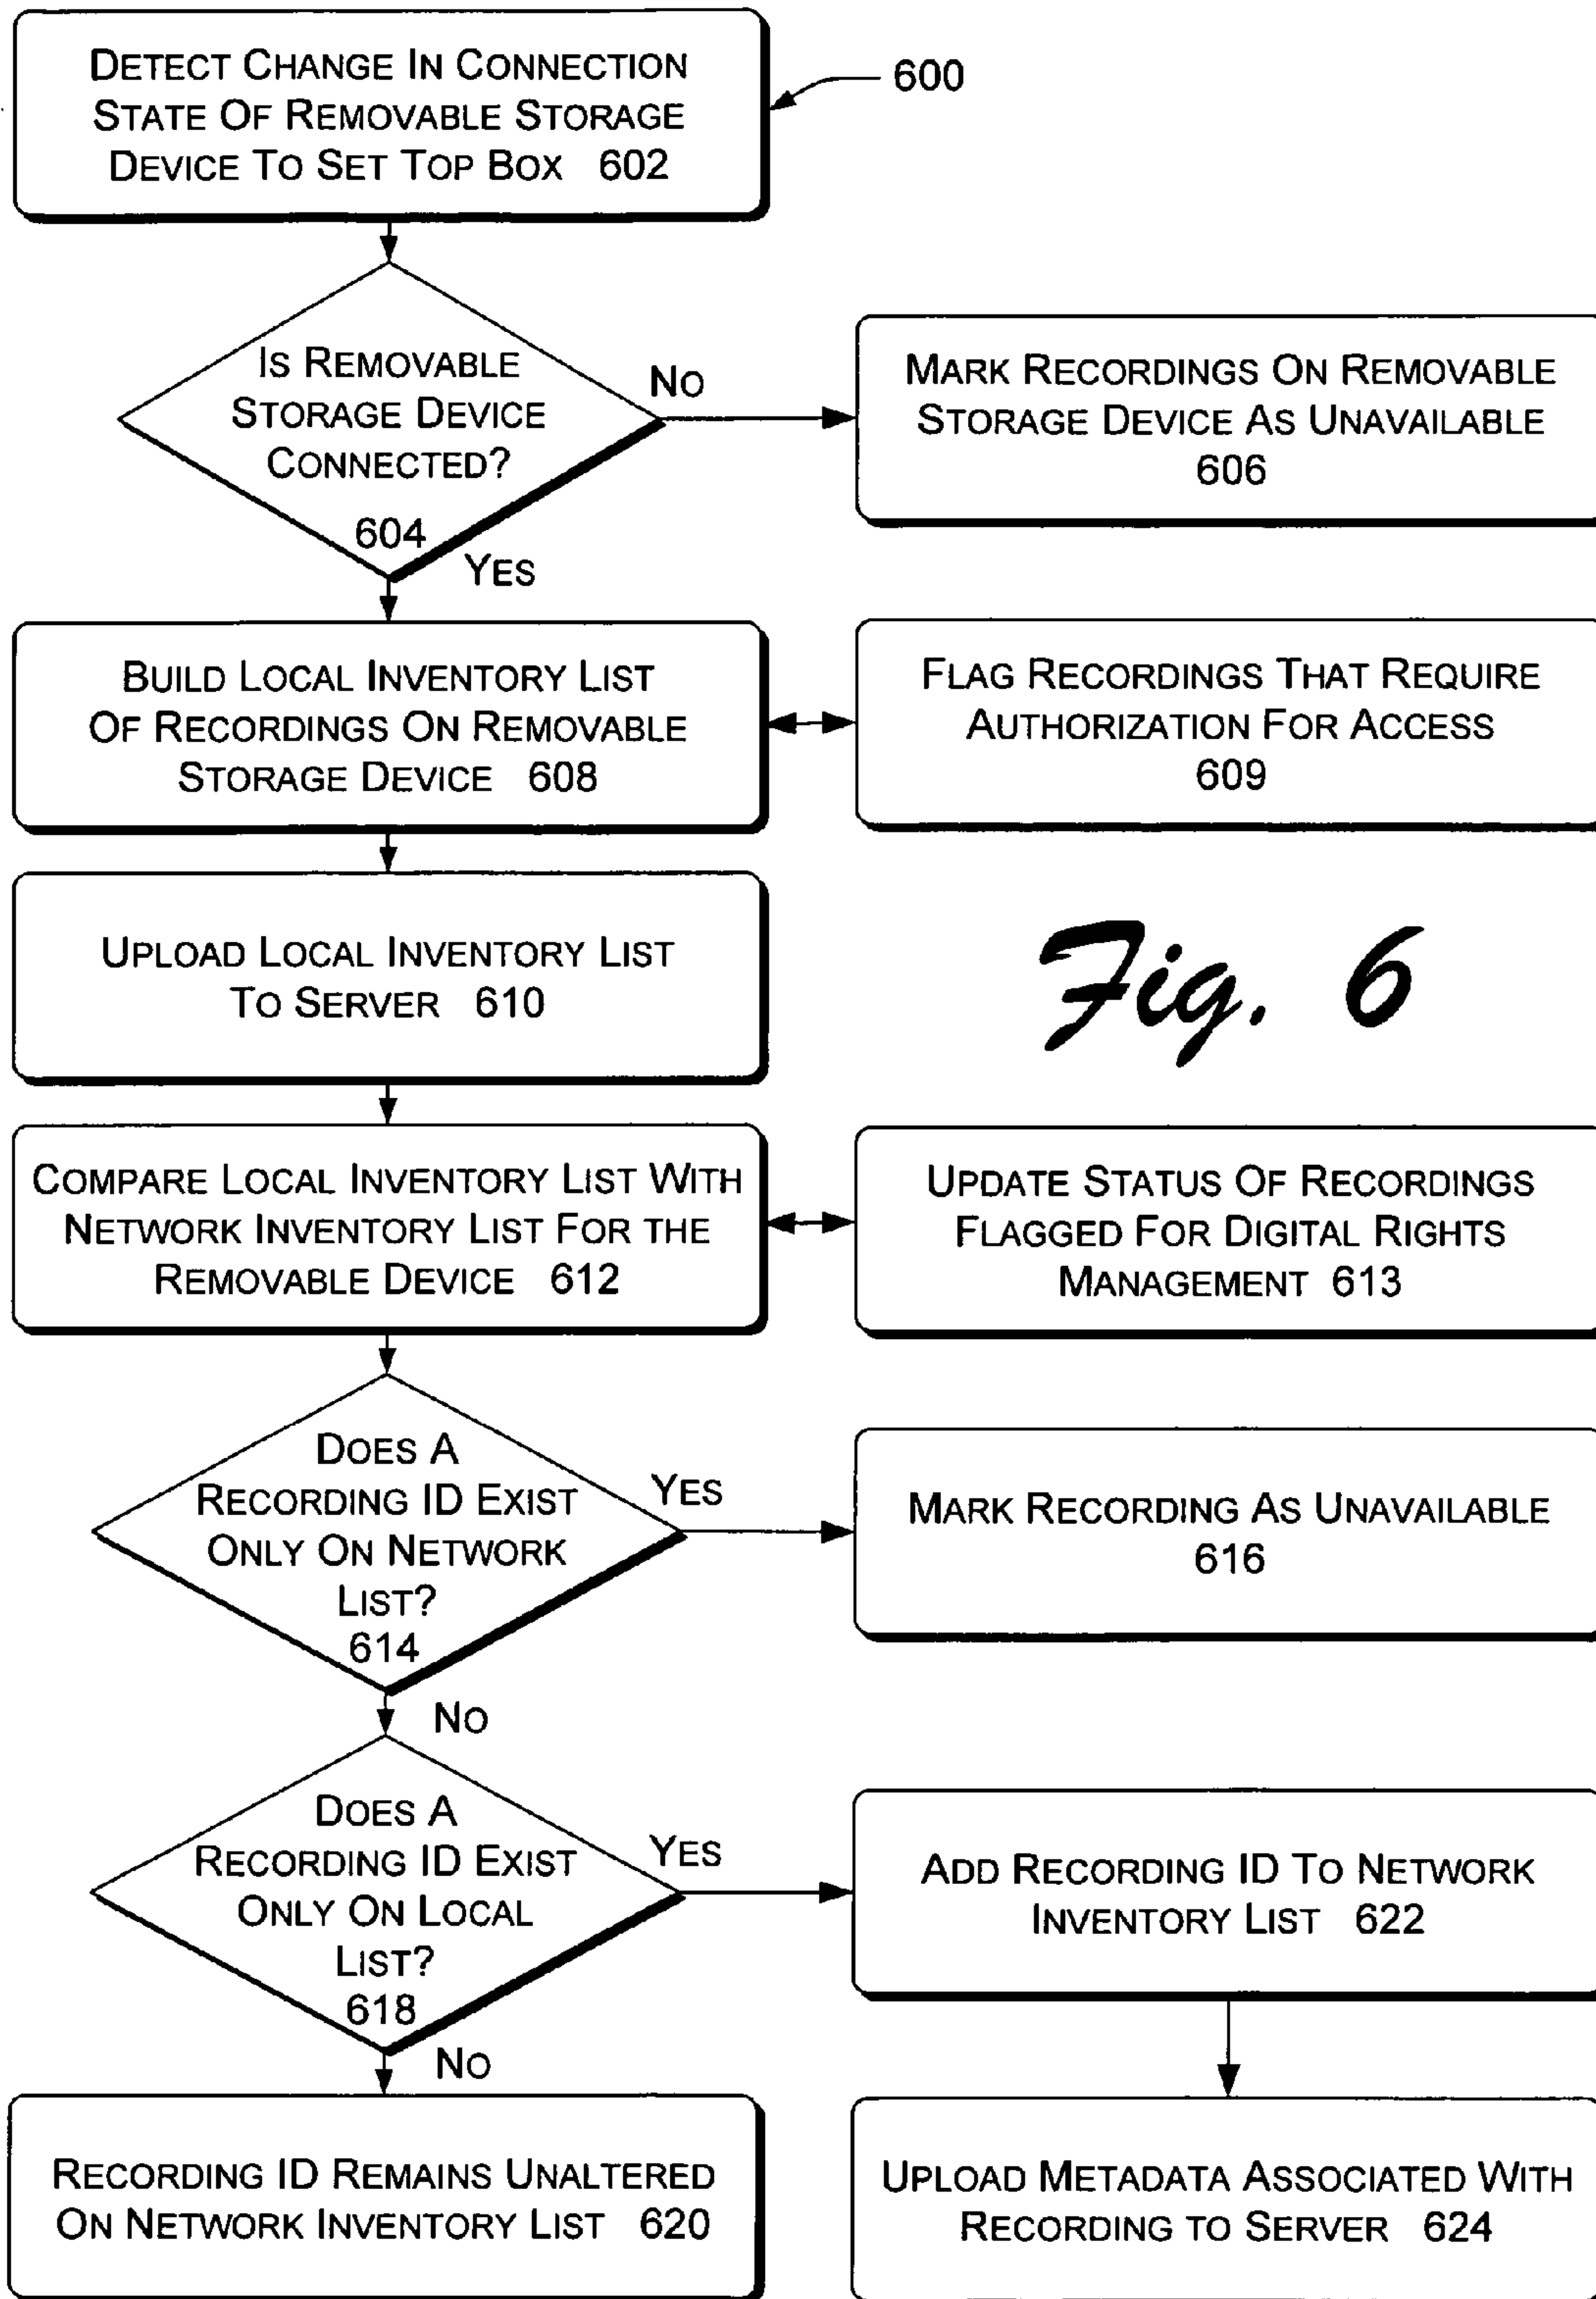 DETECT CHANGE IN CONNECTION
STATE OF REMOVABLE STORAGE
DEVICE TO SET TOP BOX 602
600
IS REMOVABLE
STORAGE DEVICE
CONNECTED?
604
NO
YES
MARK RECORDINGS ON REMOVABLE
STORAGE DEVICE AS UNAVAILABLE
606
BUILD LOCAL INVENTORY LIST
OF RECORDINGS ON REMOVABLE
STORAGE DEVICE 608
FLAG RECORDINGS THAT REQUIRE
AUTHORIZATION FOR ACCESS
609
UPLOAD LOCAL INVENTORY LIST
TO SERVER 610
Fig. 6
COMPARE LOCAL INVENTORY LIST WITH
NETWORK INVENTORY LIST FOR THE
REMOVABLE DEVICE 612
UPDATE STATUS OF RECORDINGS
FLAGGED FOR DIGITAL RIGHTS
MANAGEMENT 613
DOES A
RECORDING ID EXIST
ONLY ON NETWORK
LIST?
614
YES
NO
MARK RECORDING AS UNAVAILABLE
616
DOES A
RECORDING ID EXIST
ONLY ON LOCAL
LIST?
618
YES
NO
ADD RECORDING ID TO NETWORK
INVENTORY LIST 622
RECORDING ID REMAINS UNALTERED
ON NETWORK INVENTORY LIST 620
UPLOAD METADATA ASSOCIATED WITH
RECORDING TO SERVER 624